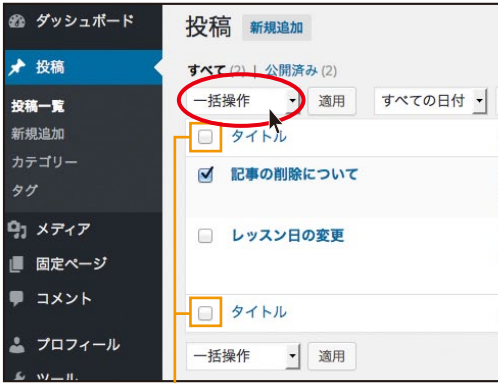 ダッシュボード
投稿
投稿一覧
新規追加
カテゴリー
タグ
メディア
固定ページ
コメント
プロフィール
ツール
投稿 新規追加
すべて (2) | 公開済み (2)
一括操作 適用 すべての日付
タイトル
記事の削除について
レッスン日の変更
タイトル
一括操作 適用